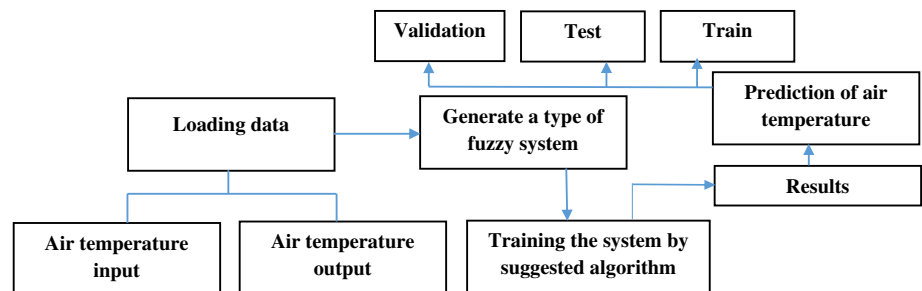 Validation
Test
Train
Loading data
Generate a type of
fuzzy system
Prediction of air
temperature
Results
Air temperature
input
Air temperature
output
Training the system by
suggested algorithm